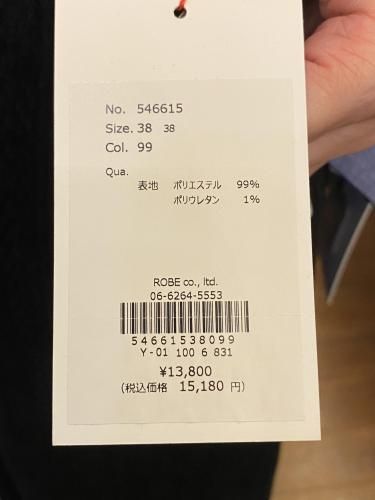 No. 546615
Size. 38 38
Col. 99
Qua.
表地 ポリエステル 99%
ポリウレタン 1%
ROBE co., ltd.
06-6264-5553
54661538099
Y-01 100 6 831
¥13,800
(税込価格 15,180 円)